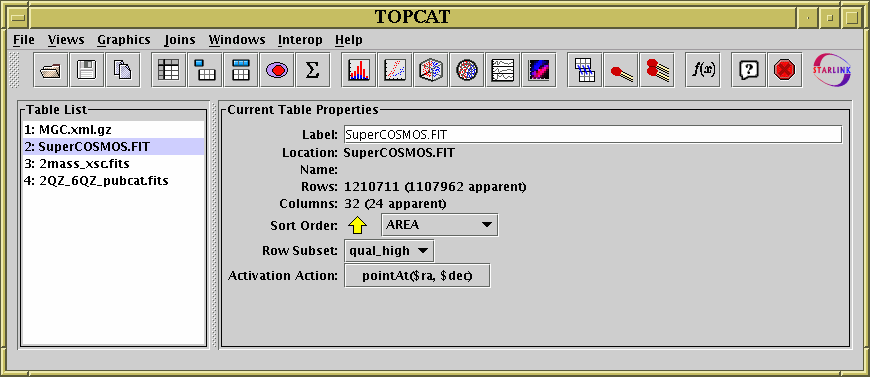 TOPCAT
File Views Graphics Joins Windows Interop Help
Σ f(x) ? STARLINK
Table List
1: MGC.xml.gz
2: SuperCOSMOS.FIT
3: 2mass_xsc.fits
4: 2QZ_6QZ_pubcat.fits
Current Table Properties
Label: SuperCOSMOS.FIT
Location: SuperCOSMOS.FIT
Name:
Rows: 1210711 (1107962 apparent)
Columns: 32 (24 apparent)
Sort Order: AREA
Row Subset: qual_high
Activation Action: pointAt($ra, $dec)